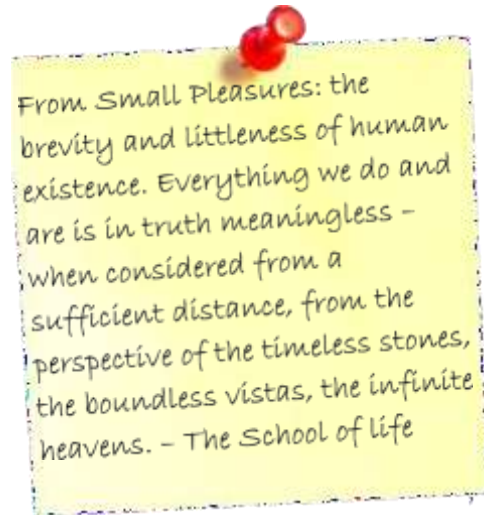 From Small Pleasures: the
brevity and littleness of human
existence. Everything we do and
are is in truth meaningless –
when considered from a
sufficient distance, from the
perspective of the timeless stones,
the boundless vistas, the infinite
heavens. – The School of life